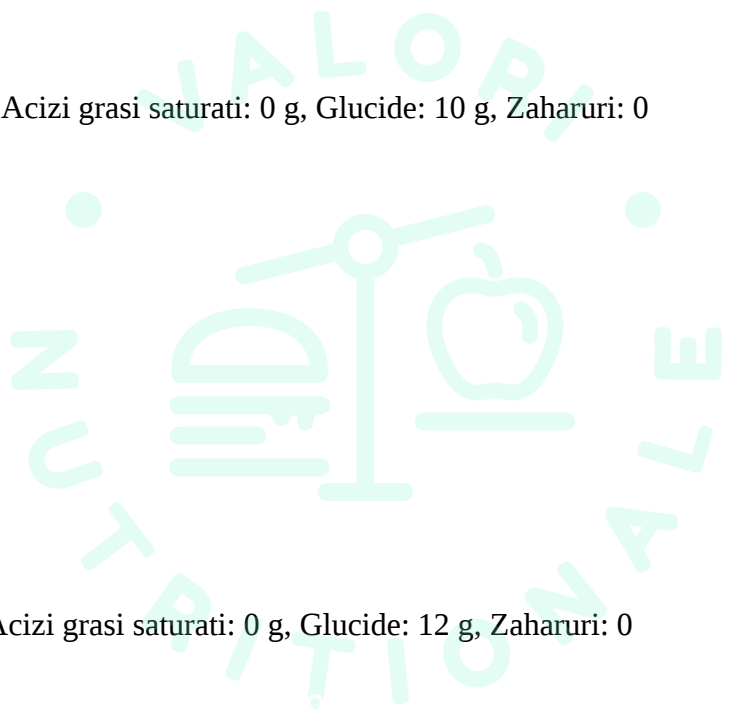 VALORI
Acizi grasi saturati: 0 g, Glucide: 10 g, Zaharuri: 0
NUTRITIONALE
Acizi grasi saturati: 0 g, Glucide: 12 g, Zaharuri: 0